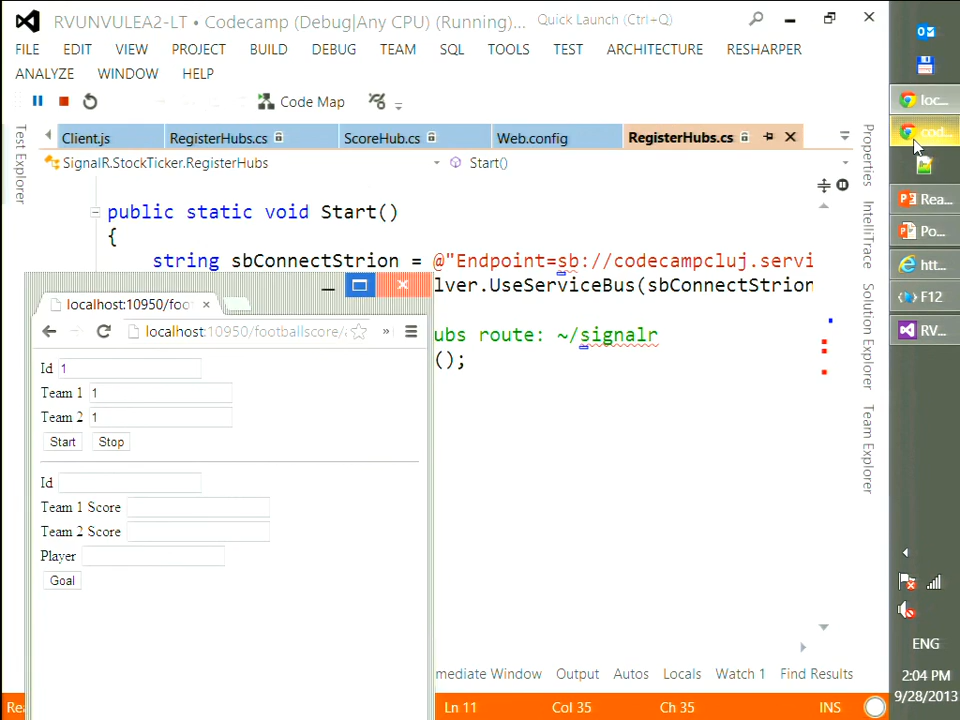 RVUNVULEA2-LT • Codecamp (Debug|Any CPU) (Running)...
Quick Launch (Ctrl+Q)
FILE EDIT VIEW PROJECT BUILD DEBUG TEAM SQL TOOLS TEST ARCHITECTURE RESHARPER
ANALYZE WINDOW HELP
Code Map
Test Explorer
Client.js RegisterHubs.cs ScoreHub.cs Web.config RegisterHubs.cs
SignalR.StockTicker.RegisterHubs Start()
public static void Start()
{
string sbConnectStrion = @"Endpoint=sb://codecampcluj.servi
lver.UseServiceBus(sbConnectStrion
ubs route: ~/signalr
();
localhost:10950/foo
localhost:10950/footballscore/
»
Id 1
Team 1 1
Team 2 1
Start Stop
Id
Team 1 Score
Team 2 Score
Player
Goal
mediate Window Output Autos Locals Watch 1 Find Results
Rea
Ln 11 Col 35 Ch 35 INS
Properties
IntelliTrace
Solution Explorer
Team Explorer
loc...
cod...
Rea...
Po...
htt...
F12
RV...
ENG
2:04 PM
9/28/2013